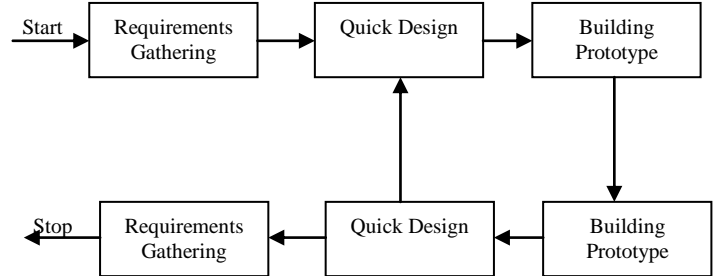 Start
Requirements
Gathering
Quick Design
Building
Prototype
Stop
Requirements
Gathering
Quick Design
Building
Prototype